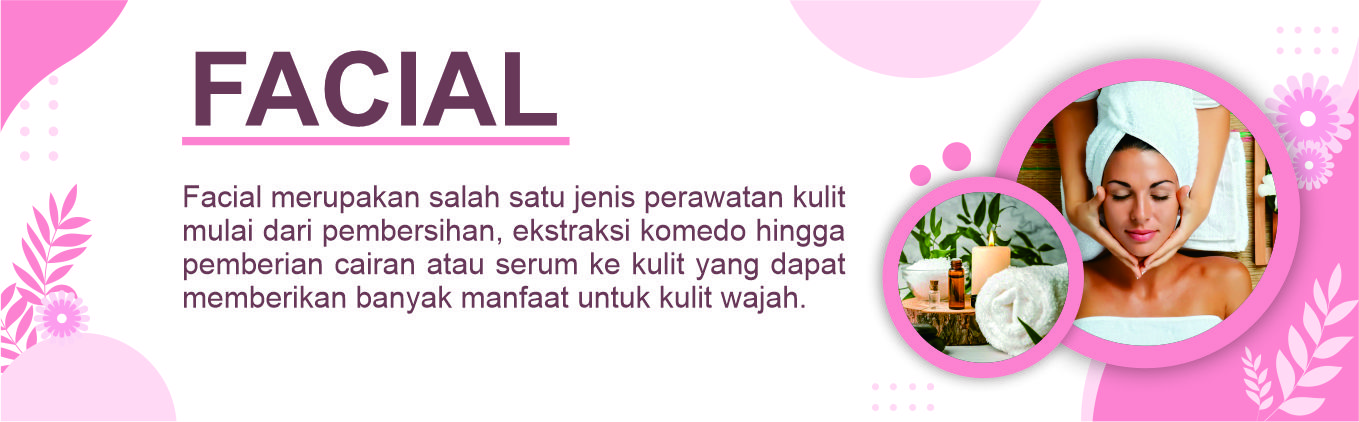 FACIAL
Facial merupakan salah satu jenis perawatan kulit
mulai dari pembersihan, ekstraksi komedo hingga
pemberian cairan atau serum ke kulit yang dapat
memberikan banyak manfaat untuk kulit wajah.